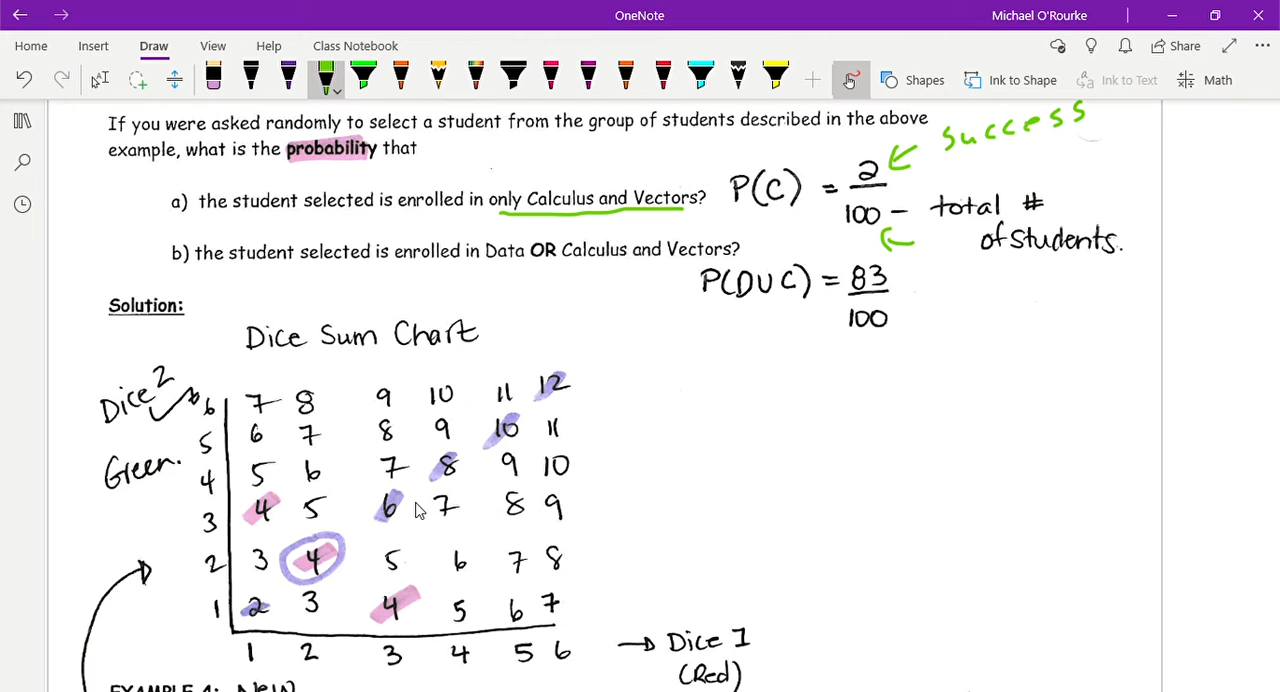 OneNote
Michael O'Rourke
Home Insert Draw View Help Class Notebook Share
Shapes Ink to Shape Ink to Text Math
If you were asked randomly to select a student from the group of students described in the above
example, what is the probability that
success
a) the student selected is enrolled in only Calculus and Vectors?
P(C) = 2/100 – total #
of students.
b) the student selected is enrolled in Data OR Calculus and Vectors?
P(D∪C) = 83/100
Solution:
Dice Sum Chart
Dice 2
Green.
6 7 8 9 10 11 12
5 6 7 8 9 10 11
4 5 6 7 8 9 10
3 4 5 6 7 8 9
2 3 4 5 6 7 8
1 2 3 4 5 6 7
1 2 3 4 5 6
→ Dice 1
(Red)
EXAMPLE 4: New